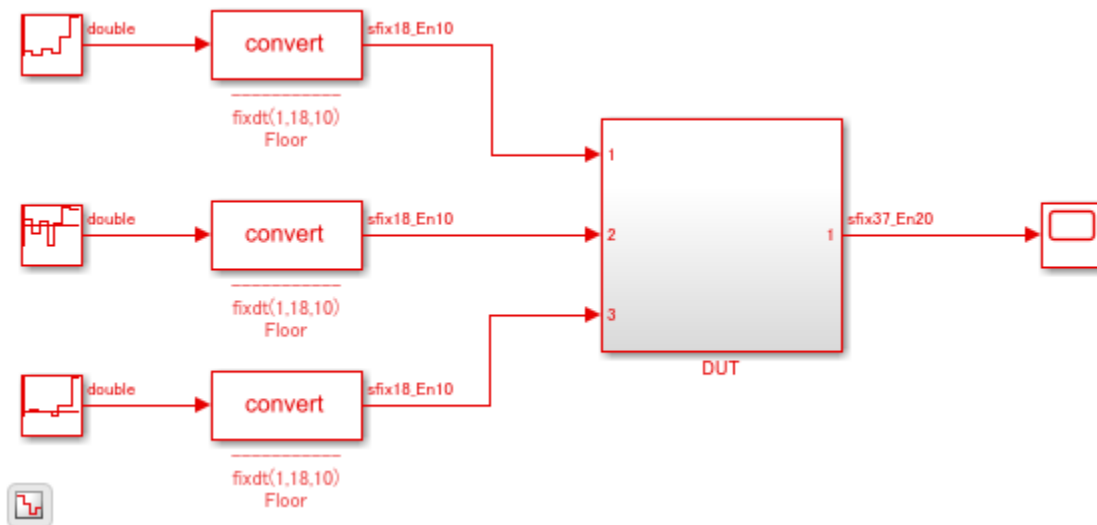 double
convert
sfix18_En10
fixdt(1,18,10)
Floor
1
double
convert
sfix18_En10
2
sfix37_En20
1
fixdt(1,18,10)
Floor
3
DUT
double
convert
sfix18_En10
fixdt(1,18,10)
Floor